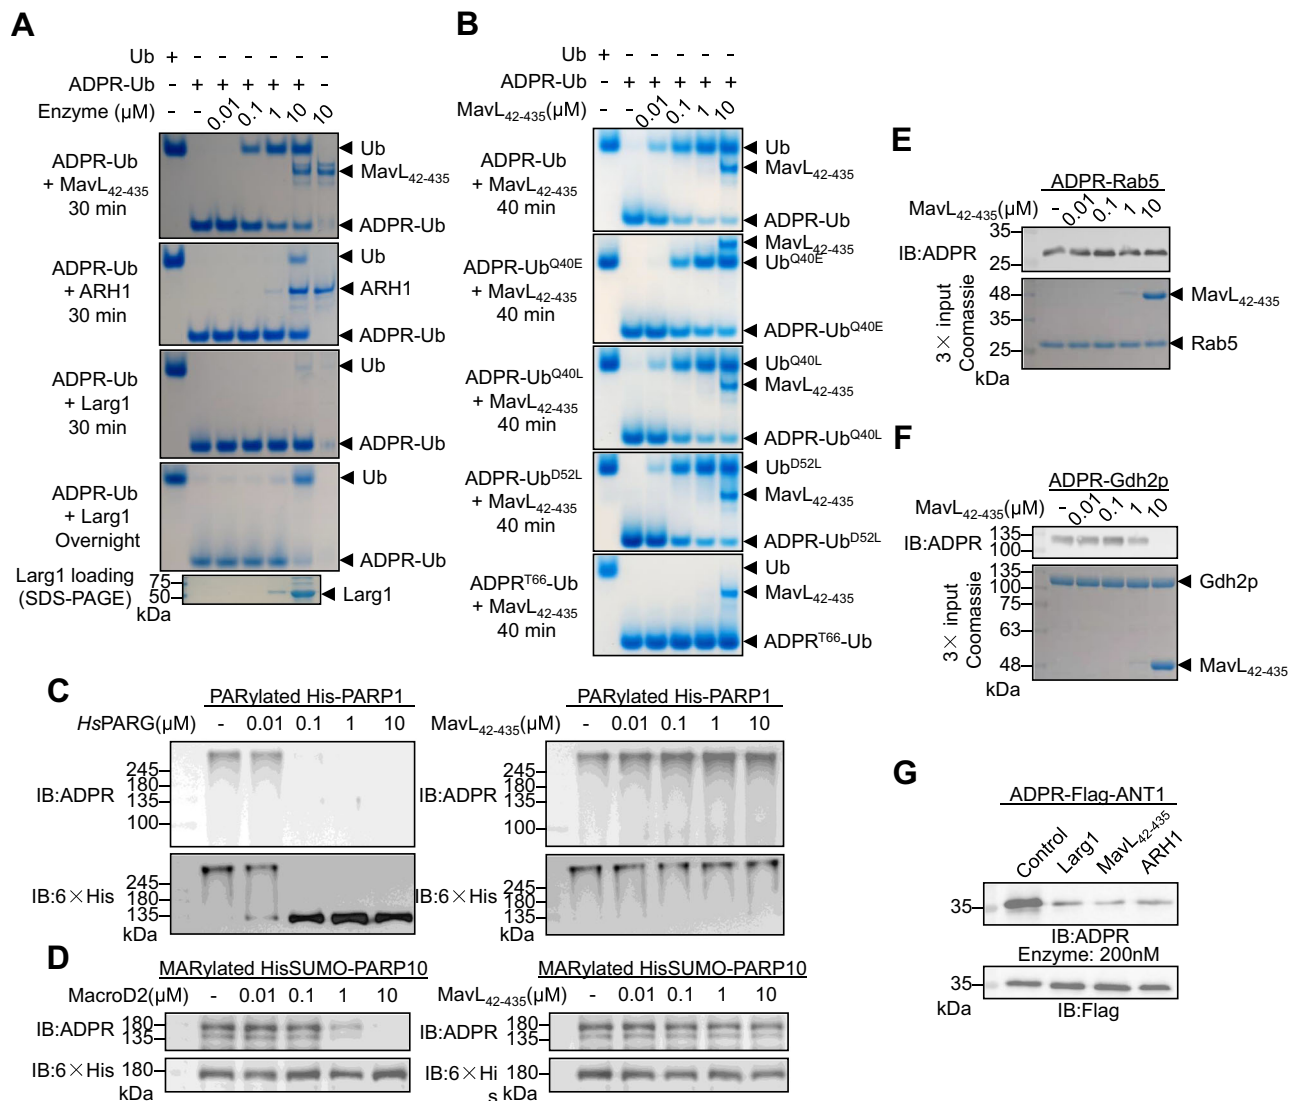 A
Ub + - - - - - -
ADPR-Ub - + + + + + -
Enzyme (μM) - - 0.01 0.1 1 10 10
ADPR-Ub
+ MavL42-435
30 min
Ub
MavL42-435
ADPR-Ub
ADPR-Ub
+ ARH1
30 min
Ub
ARH1
ADPR-Ub
ADPR-Ub
+ Larg1
30 min
Ub
ADPR-Ub
ADPR-Ub
+ Larg1
Overnight
Ub
ADPR-Ub
Larg1 loading
(SDS-PAGE)
75
50
kDa
Larg1
B
Ub + - - - - -
ADPR-Ub - + + + + +
MavL42-435(μM) - - 0.01 0.1 1 10
ADPR-Ub
+ MavL42-435
40 min
Ub
MavL42-435
ADPR-Ub
ADPR-UbQ40E
+ MavL42-435
40 min
MavL42-435
UbQ40E
ADPR-UbQ40E
ADPR-UbQ40L
+ MavL42-435
40 min
UbQ40L
MavL42-435
ADPR-UbQ40L
ADPR-UbD52L
+ MavL42-435
40 min
UbD52L
MavL42-435
ADPR-UbD52L
ADPRT66-Ub
+ MavL42-435
40 min
Ub
MavL42-435
ADPRT66-Ub
C
PARylated His-PARP1
HsPARG(μM) - 0.01 0.1 1 10
IB:ADPR
245
180
135
100
IB:6×His
245
180
135
kDa
PARylated His-PARP1
MavL42-435(μM) - 0.01 0.1 1 10
IB:ADPR
245
180
135
100
IB:6×His
245
180
135
kDa
D
MARylated HisSUMO-PARP10
MacroD2(μM) - 0.01 0.1 1 10
IB:ADPR
180
135
IB:6×His 180
kDa
MARylated HisSUMO-PARP10
MavL42-435(μM) - 0.01 0.1 1 10
IB:ADPR
180
135
IB:6×Hi 180
s kDa
E
ADPR-Rab5
MavL42-435(μM) - 0.01 0.1 1 10
35
IB:ADPR
25
3× input
Coomassie
48
35
25
kDa
MavL42-435
Rab5
F
ADPR-Gdh2p
MavL42-435(μM) - 0.01 0.1 1 10
IB:ADPR
135
100
3× input
Coomassie
135
100
75
63
48
kDa
Gdh2p
MavL42-435
G
ADPR-Flag-ANT1
Control Larg1 MavL42-435 ARH1
35
IB:ADPR
Enzyme: 200nM
35
kDa
IB:Flag